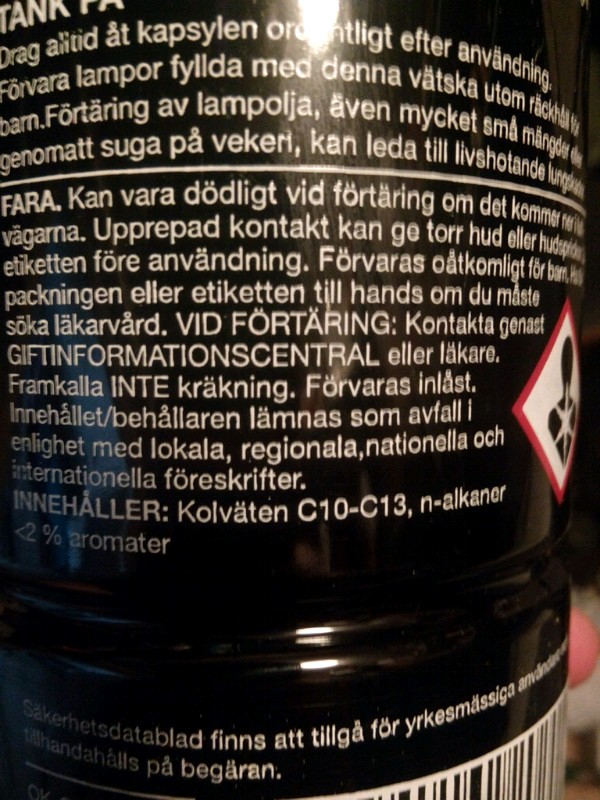 TANK PÅ
Drag alltid åt kapsylen ordentligt efter användning.
Förvara lampor fyllda med denna vätska utom räckhåll för
barn.Förtäring av lampolja, även mycket små mängder eller
genomatt suga på veken, kan leda till livshotande
FARA. Kan vara dödligt vid förtäring om det kommer ner i
vägarna. Upprepad kontakt kan ge torr hud eller
etiketten före användning. Förvaras oåtkomligt för barn. Ha
packningen eller etiketten till hands om du måste
söka läkarvård. VID FÖRTÄRING: Kontakta genast
GIFTINFORMATIONSCENTRAL eller läkare.
Framkalla INTE kräkning. Förvaras inlåst.
Innehållet/behållaren lämnas som avfall i
enlighet med lokala, regionala,nationella och
internationella föreskrifter.
INNEHÅLLER: Kolväten C10-C13, n-alkaner
<2 % aromater
Säkerhetsdatablad finns att tillgå för yrkesmässiga
tillhandahålls på begäran.